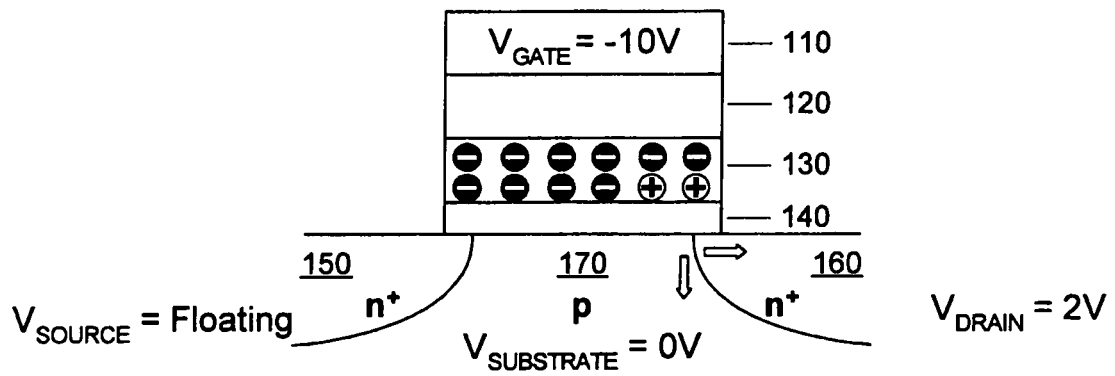 V_GATE = -10V
110
120
130
140
150
170
160
n+
p
n+
V_SOURCE = Floating
V_DRAIN = 2V
V_SUBSTRATE = 0V